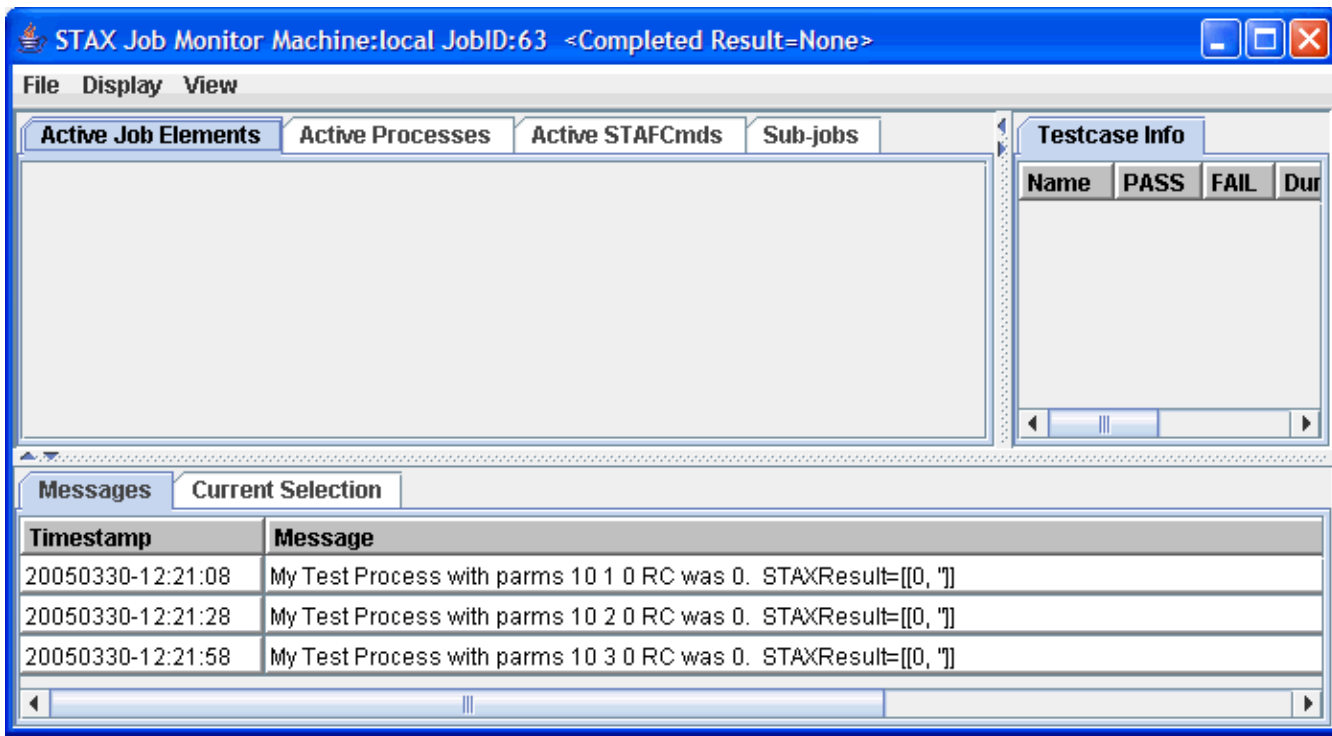 STAX Job Monitor Machine:local JobID:63 <Completed Result=None>
File Display View
Active Job Elements Active Processes Active STAFCmds Sub-jobs Testcase Info
Name PASS FAIL Dur
Messages Current Selection
Timestamp Message
20050330-12:21:08 My Test Process with parms 10 1 0 RC was 0. STAXResult=[[0, '']]
20050330-12:21:28 My Test Process with parms 10 2 0 RC was 0. STAXResult=[[0, '']]
20050330-12:21:58 My Test Process with parms 10 3 0 RC was 0. STAXResult=[[0, '']]